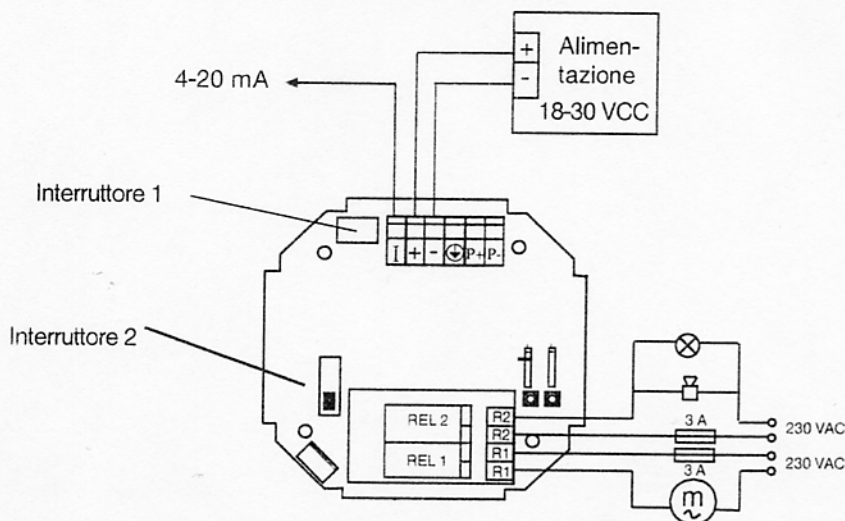 +
Alimen-
tazione
-
18-30 VCC
4-20 mA
Interruttore 1
I + - P+ P-
Interruttore 2
REL 2
R2
R2
REL 1
R1
R1
3 A
230 VAC
230 VAC
3 A
m
~